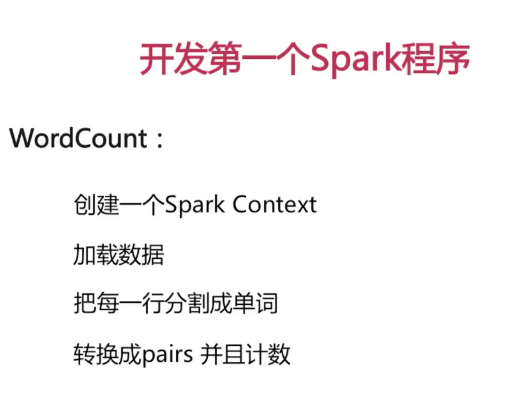 开发第一个Spark程序
WordCount：
创建一个Spark Context
加载数据
把每一行分割成单词
转换成pairs 并且计数